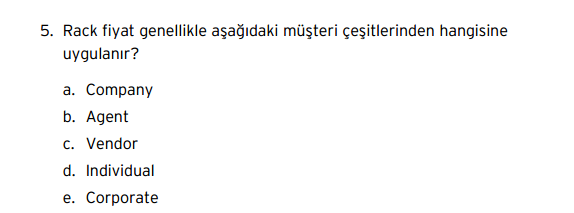 5. Rack fiyat genellikle aşağıdaki müşteri çeşitlerinden hangisine
uygulanır?
a. Company
b. Agent
c. Vendor
d. Individual
e. Corporate